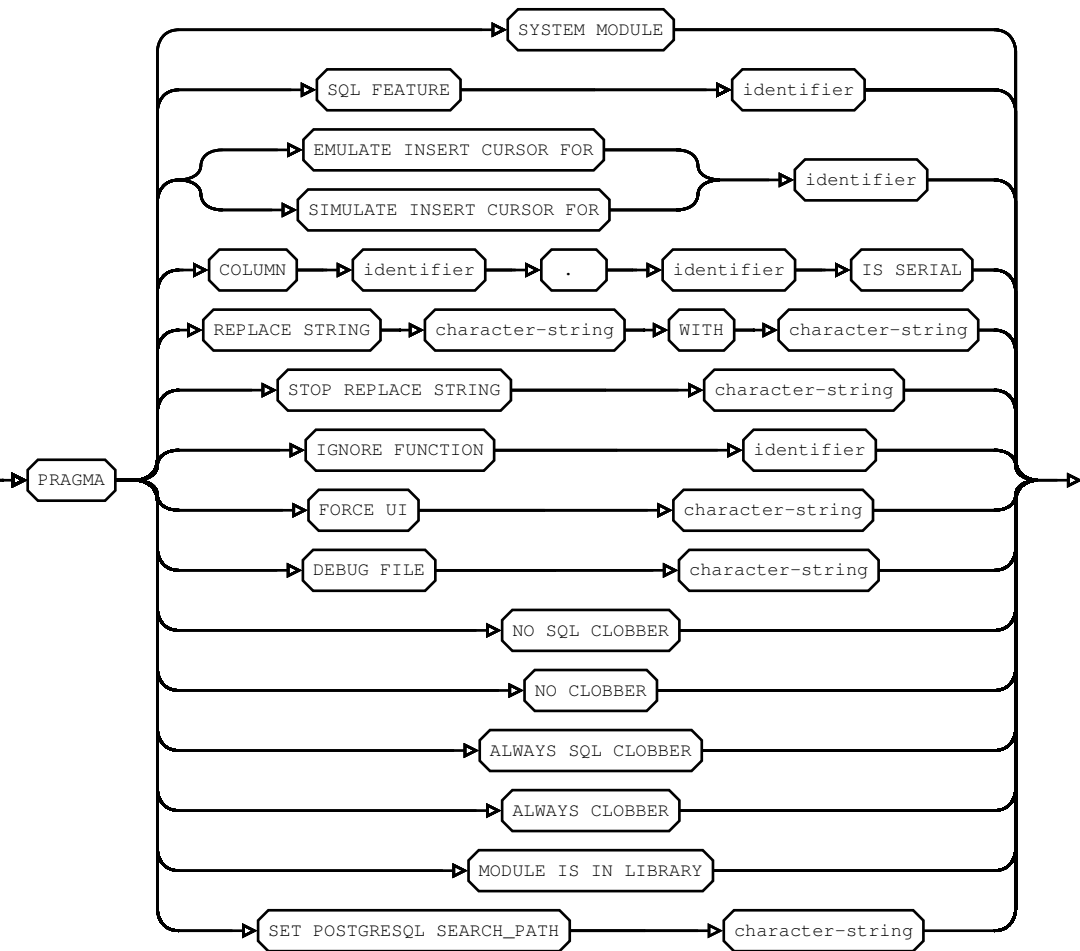 SYSTEM MODULE
SQL FEATURE identifier
EMULATE INSERT CURSOR FOR
identifier
SIMULATE INSERT CURSOR FOR
COLUMN identifier . identifier IS SERIAL
REPLACE STRING character-string WITH character-string
STOP REPLACE STRING character-string
IGNORE FUNCTION identifier
PRAGMA
FORCE UI character-string
DEBUG FILE character-string
NO SQL CLOBBER
NO CLOBBER
ALWAYS SQL CLOBBER
ALWAYS CLOBBER
MODULE IS IN LIBRARY
SET POSTGRESQL SEARCH_PATH character-string